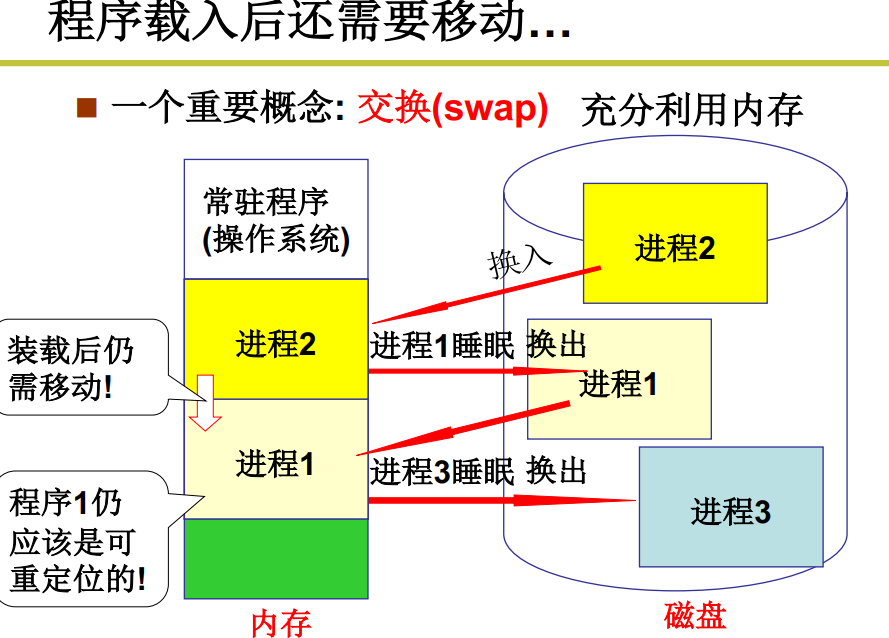 程序载入后还需要移动…
■ 一个重要概念: 交换(swap) 充分利用内存
常驻程序
(操作系统)
进程2
换入
进程2
进程1睡眠 换出
装载后仍
需移动!
进程1
进程1
进程3睡眠 换出
程序1仍
应该是可
重定位的!
进程3
内存
磁盘